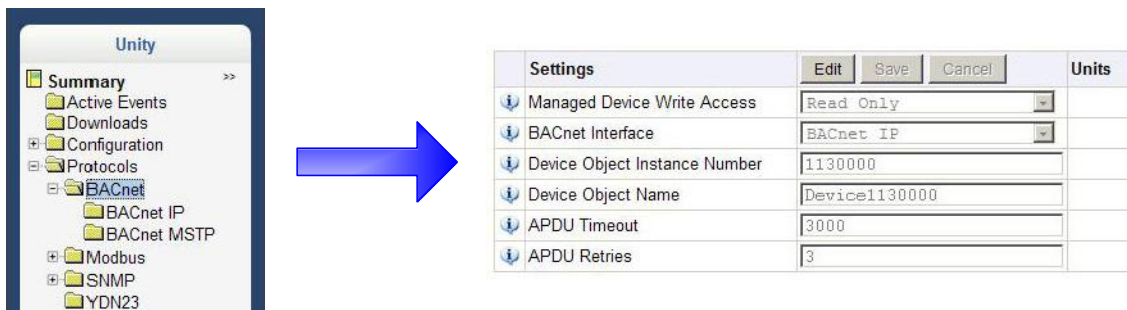 Unity
Summary >>
Active Events
Downloads
Configuration
Protocols
BACnet
BACnet IP
BACnet MSTP
Modbus
SNMP
YDN23
Settings Edit Save Cancel Units
Managed Device Write Access Read Only
BACnet Interface BACnet IP
Device Object Instance Number 1130000
Device Object Name Device1130000
APDU Timeout 3000
APDU Retries 3